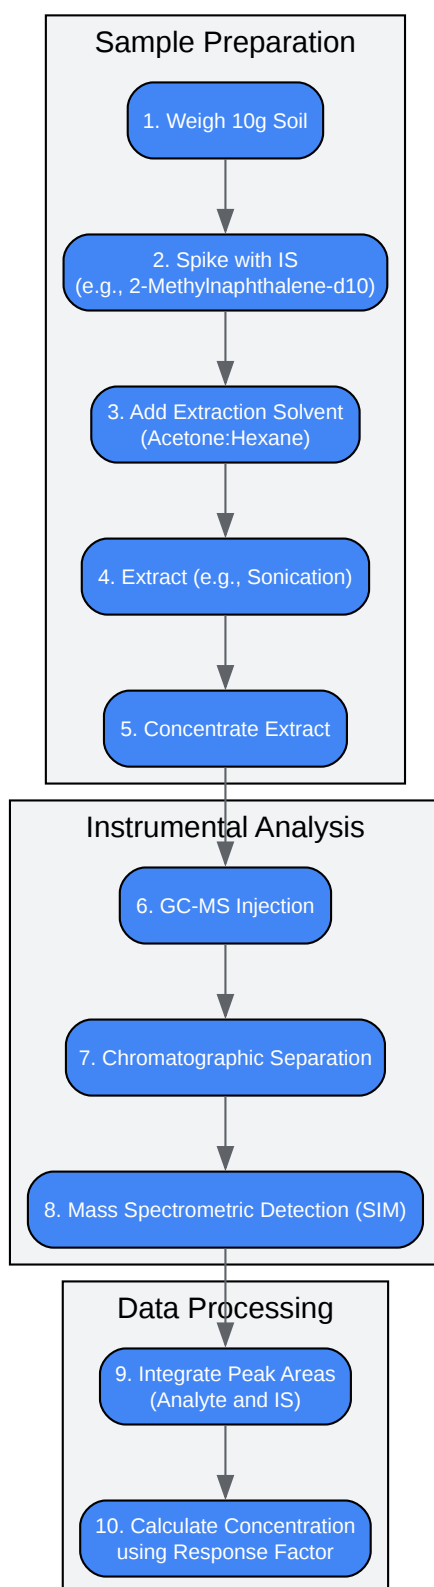 Sample Preparation
1. Weigh 10g Soil
2. Spike with IS
(e.g., 2-Methylnaphthalene-d10)
3. Add Extraction Solvent
(Acetone:Hexane)
4. Extract (e.g., Sonication)
5. Concentrate Extract
Instrumental Analysis
6. GC-MS Injection
7. Chromatographic Separation
8. Mass Spectrometric Detection (SIM)
Data Processing
9. Integrate Peak Areas
(Analyte and IS)
10. Calculate Concentration
using Response Factor